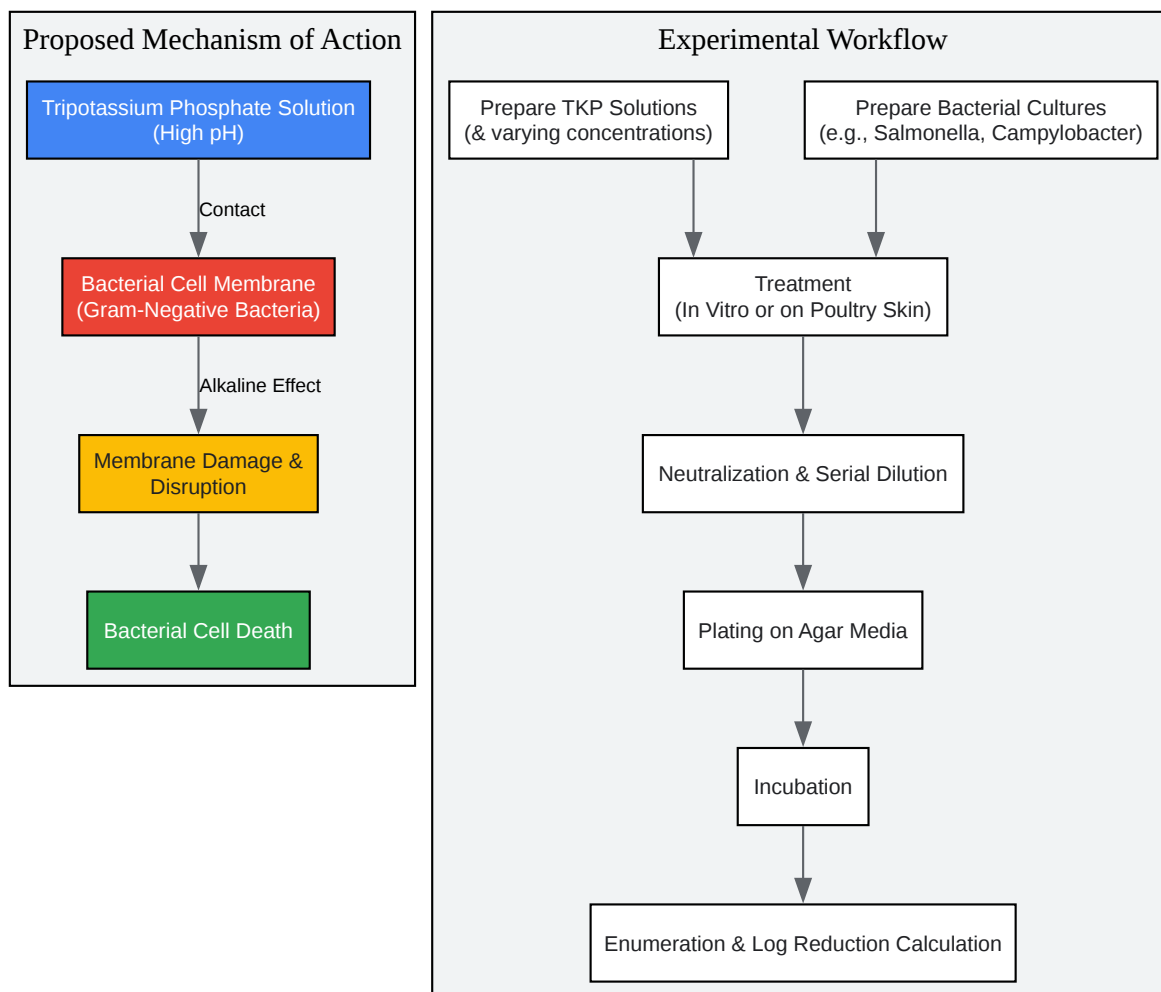 Proposed Mechanism of Action
Tripotassium Phosphate Solution
(High pH)
Contact
Bacterial Cell Membrane
(Gram-Negative Bacteria)
Alkaline Effect
Membrane Damage &
Disruption
Bacterial Cell Death
Experimental Workflow
Prepare TKP Solutions
(& varying concentrations)
Prepare Bacterial Cultures
(e.g., Salmonella, Campylobacter)
Treatment
(In Vitro or on Poultry Skin)
Neutralization & Serial Dilution
Plating on Agar Media
Incubation
Enumeration & Log Reduction Calculation